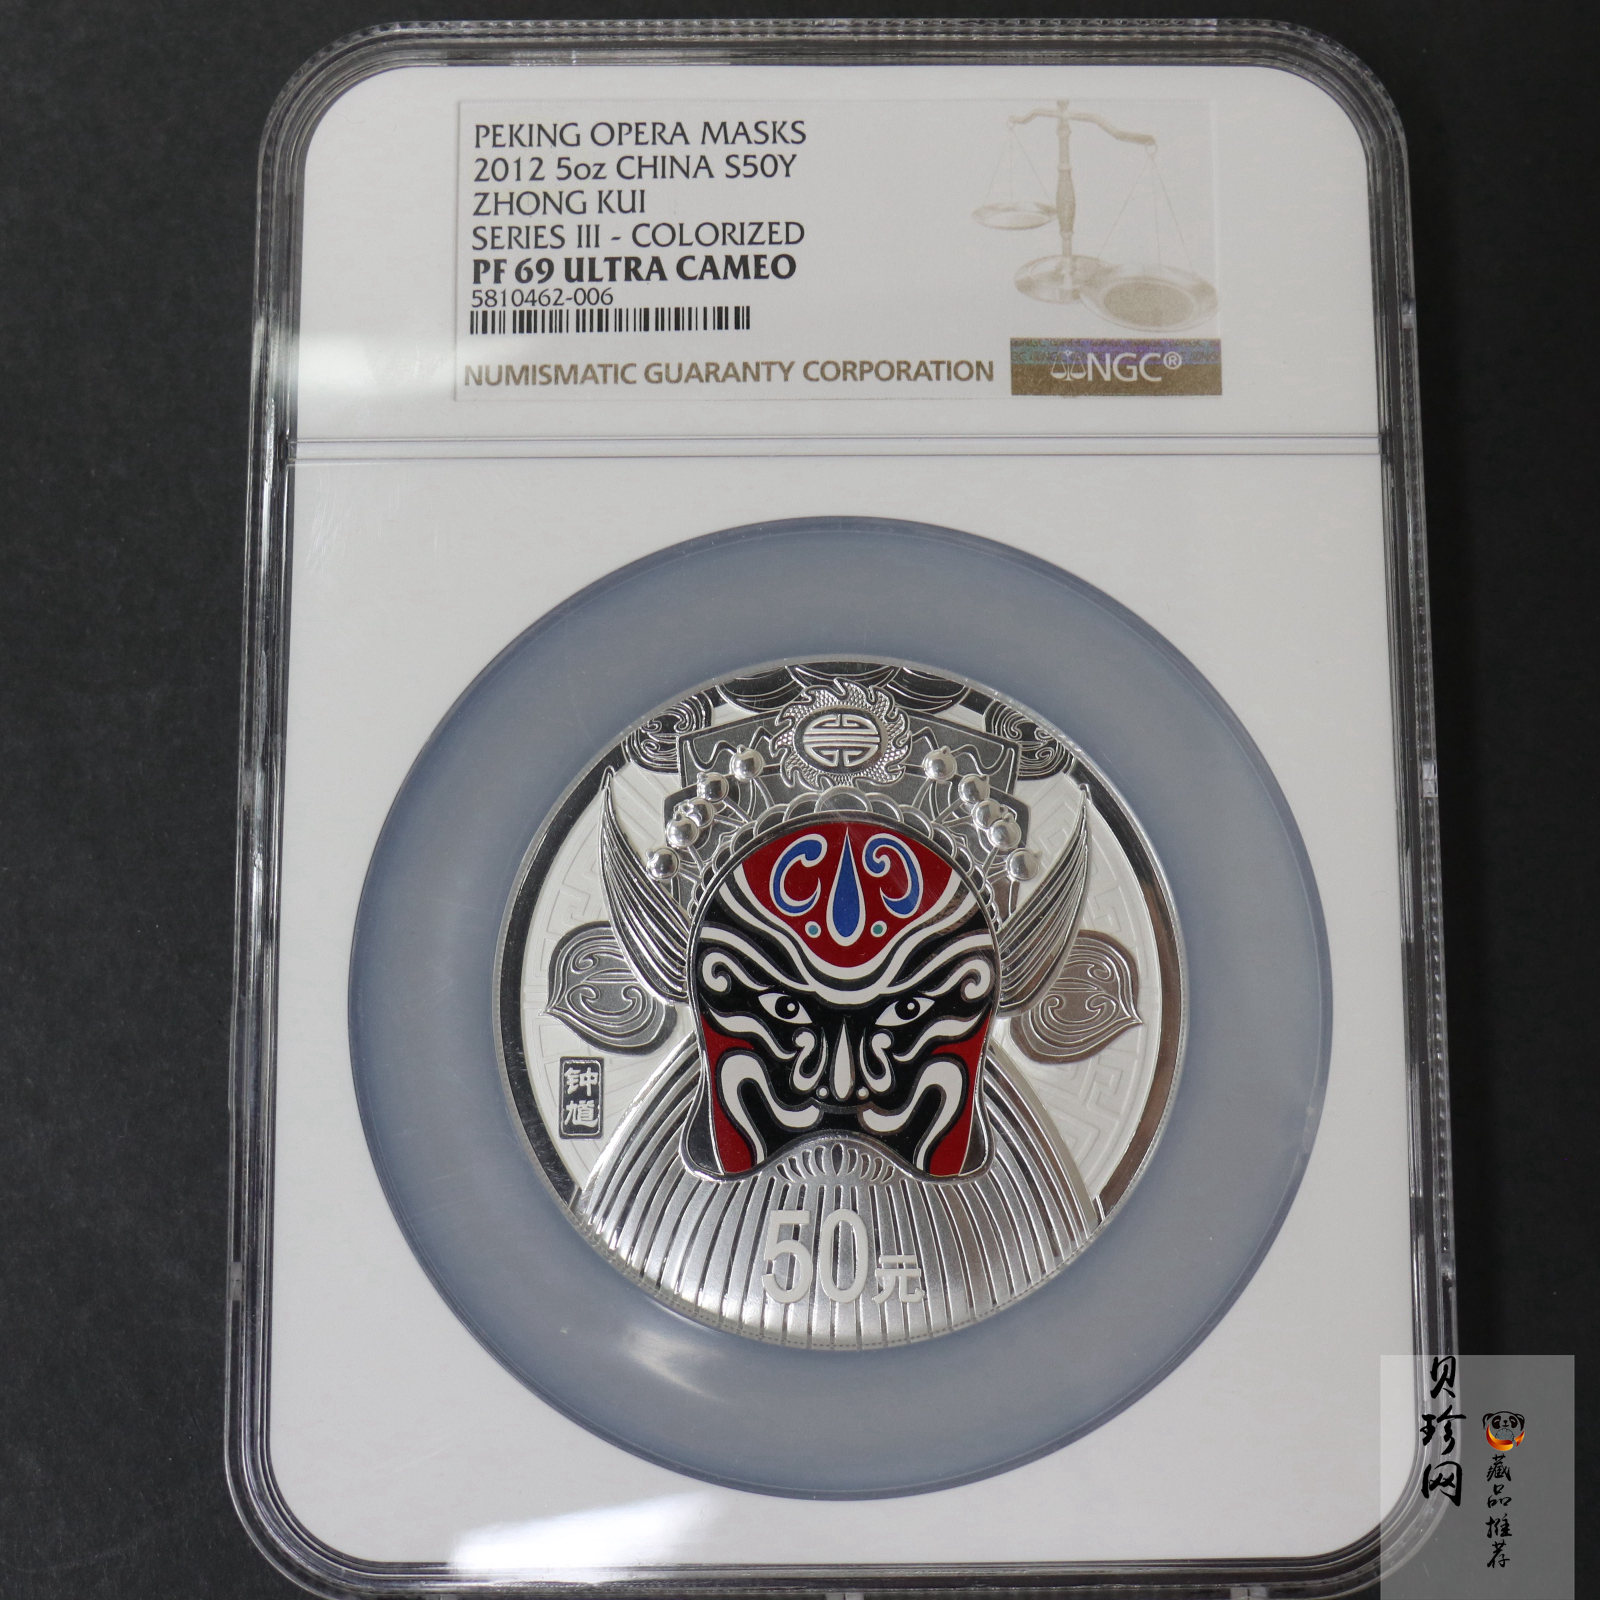 PEKING OPERA MASKS
2012 5oz CHINA S50Y
ZHONG KUI
SERIES III - COLORIZED
PF 69 ULTRA CAMEO
5810462-006
NUMISMATIC GUARANTY CORPORATION
NGC®
钟馗
50元
贝珍网
藏品推荐